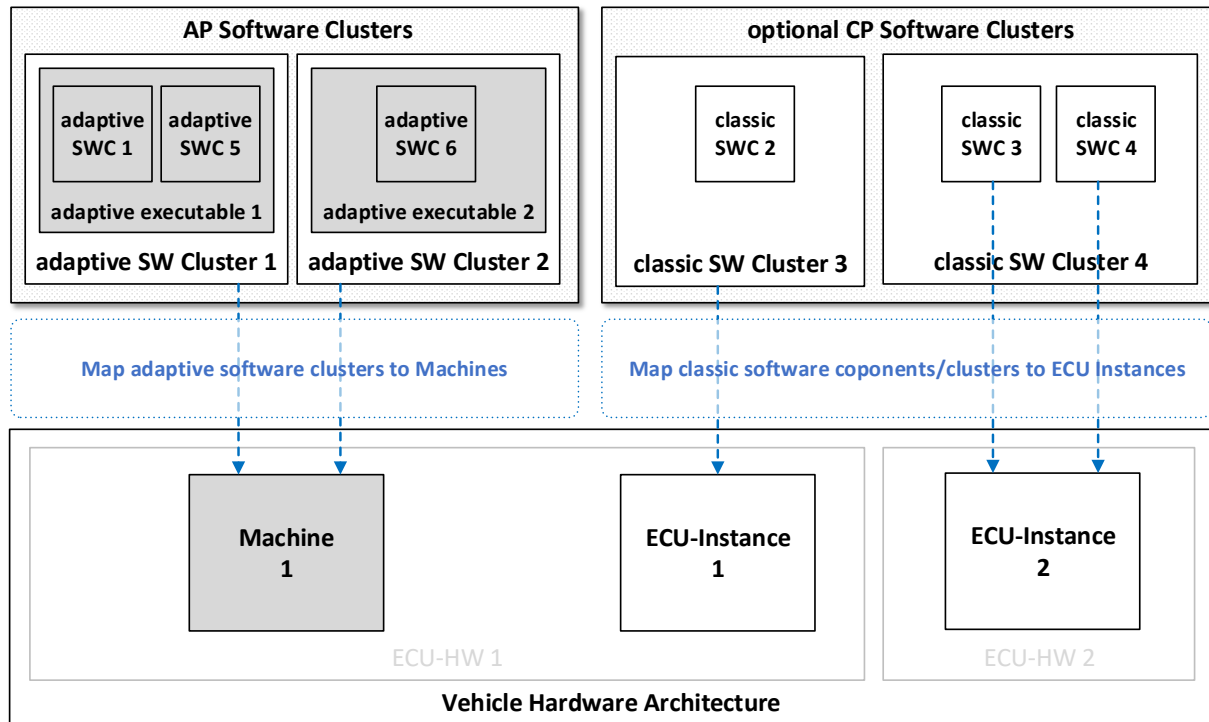 AP Software Clusters
adaptive
SWC 1
adaptive
SWC 5
adaptive executable 1
adaptive SW Cluster 1
adaptive
SWC 6
adaptive executable 2
adaptive SW Cluster 2
optional CP Software Clusters
classic
SWC 2
classic SW Cluster 3
classic
SWC 3
classic
SWC 4
classic SW Cluster 4
Map adaptive software clusters to Machines
Map classic software coponents/clusters to ECU Instances
Machine
1
ECU-Instance
1
ECU-HW 1
ECU-Instance
2
ECU-HW 2
Vehicle Hardware Architecture